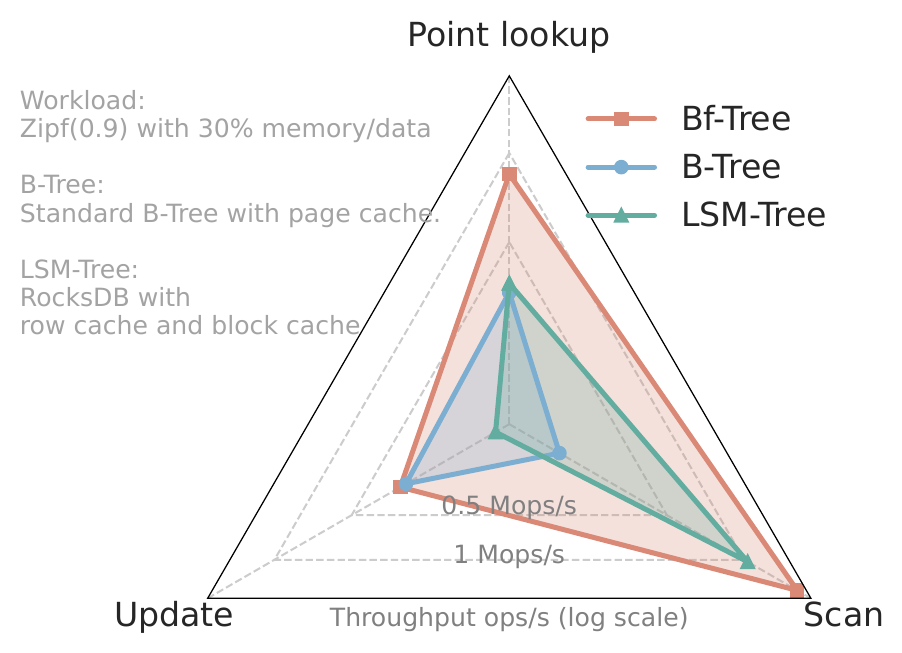 Point lookup
Workload:
Zipf(0.9) with 30% memory/data
B-Tree:
Standard B-Tree with page cache.
LSM-Tree:
RocksDB with
row cache and block cache
Bf-Tree
B-Tree
LSM-Tree
0.5 Mops/s
1 Mops/s
Update
Throughput ops/s (log scale)
Scan